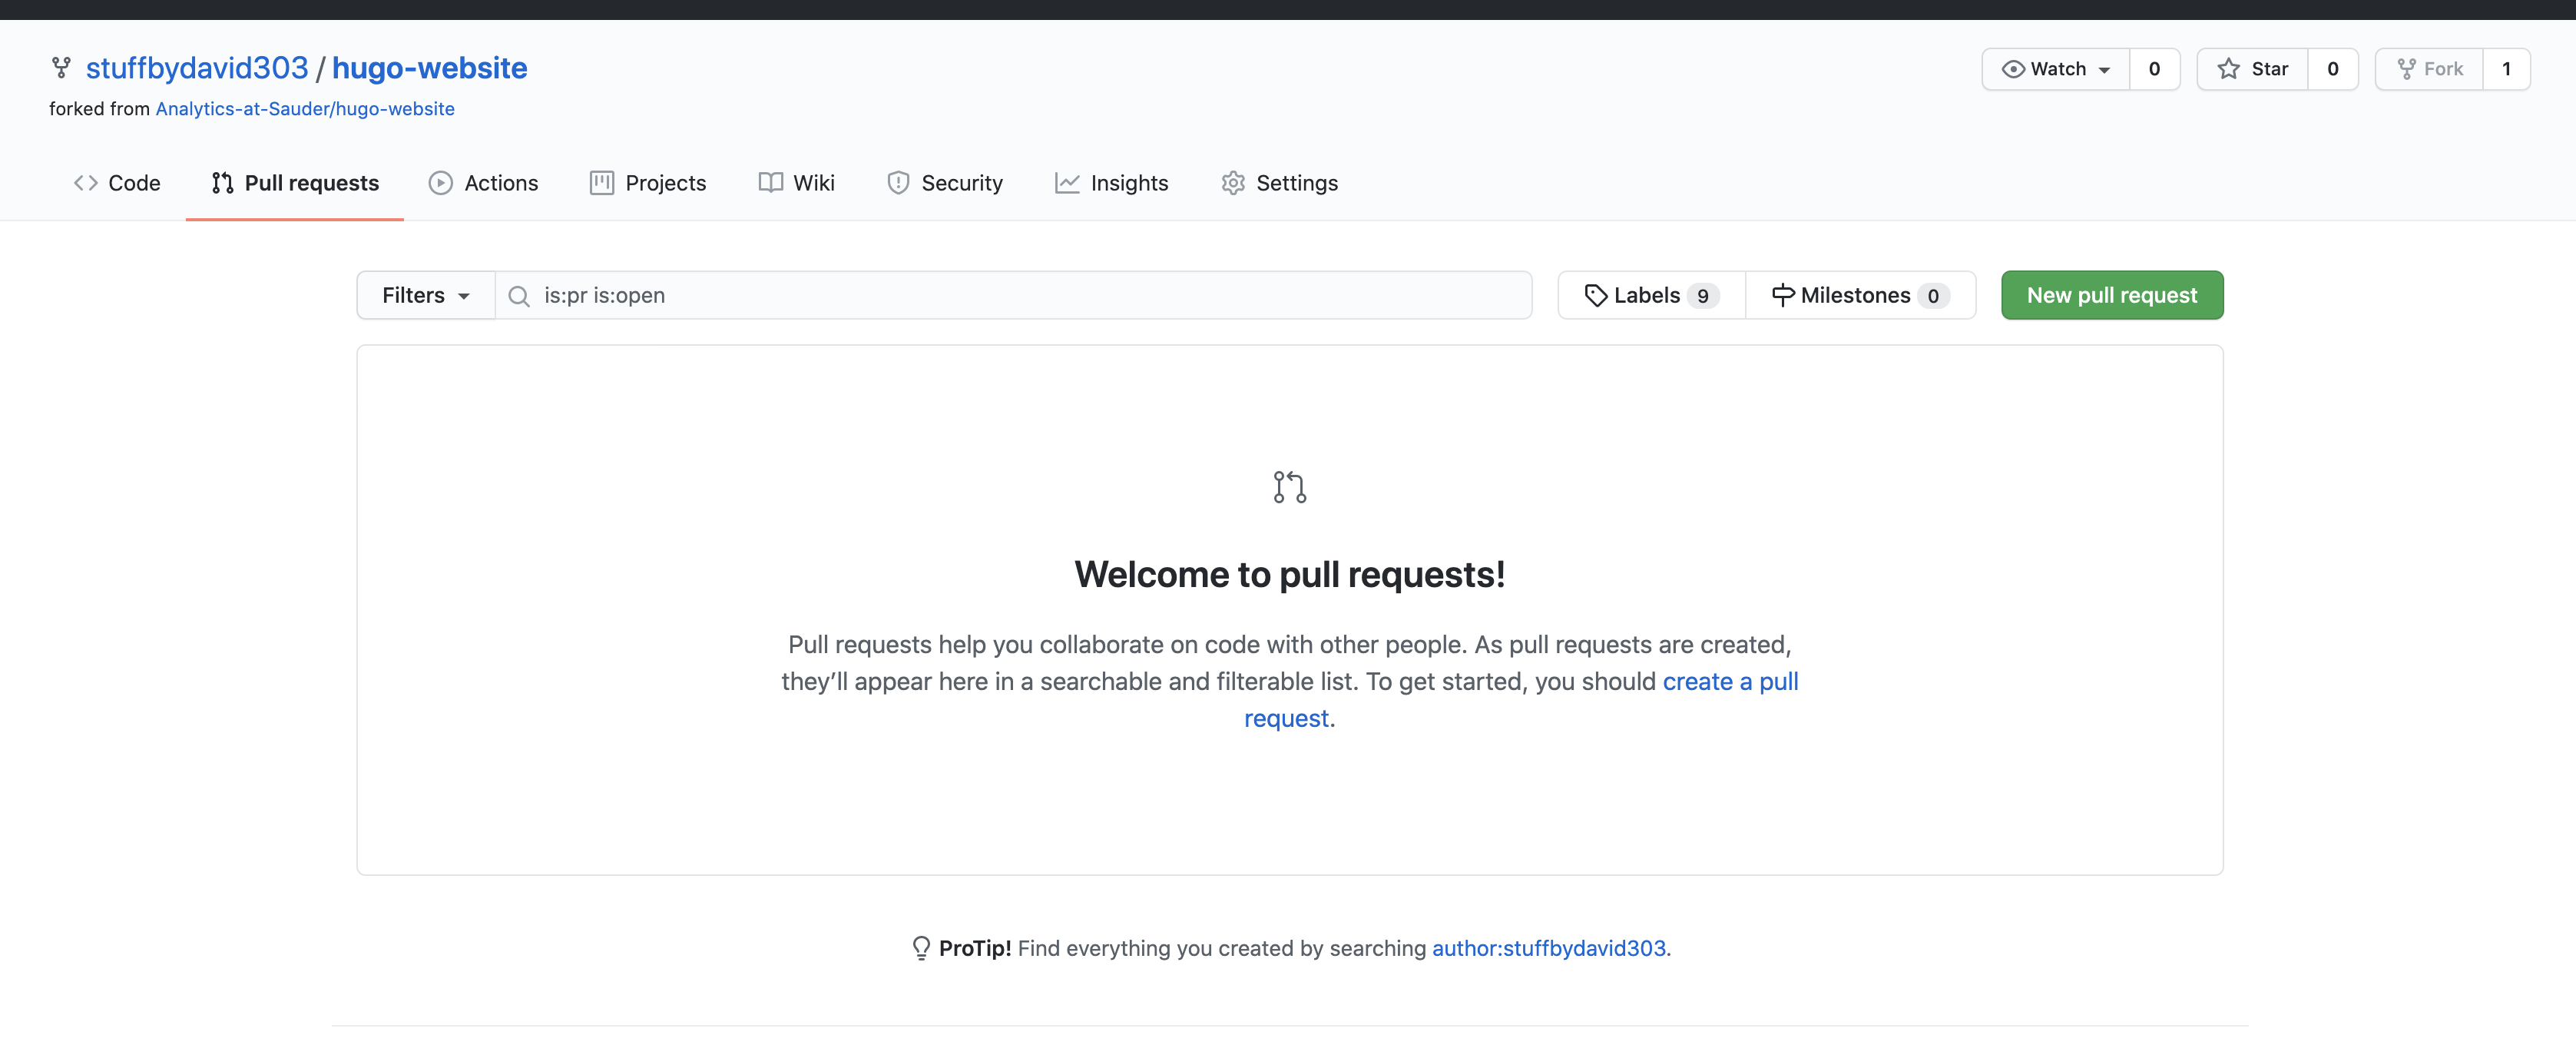 stuffbydavid303 / hugo-website
forked from Analytics-at-Sauder/hugo-website
Watch 0 Star 0 Fork 1
Code Pull requests Actions Projects Wiki Security Insights Settings
Filters is:pr is:open Labels 9 Milestones 0 New pull request
Welcome to pull requests!
Pull requests help you collaborate on code with other people. As pull requests are created,
they’ll appear here in a searchable and filterable list. To get started, you should create a pull
request.
ProTip! Find everything you created by searching author:stuffbydavid303.